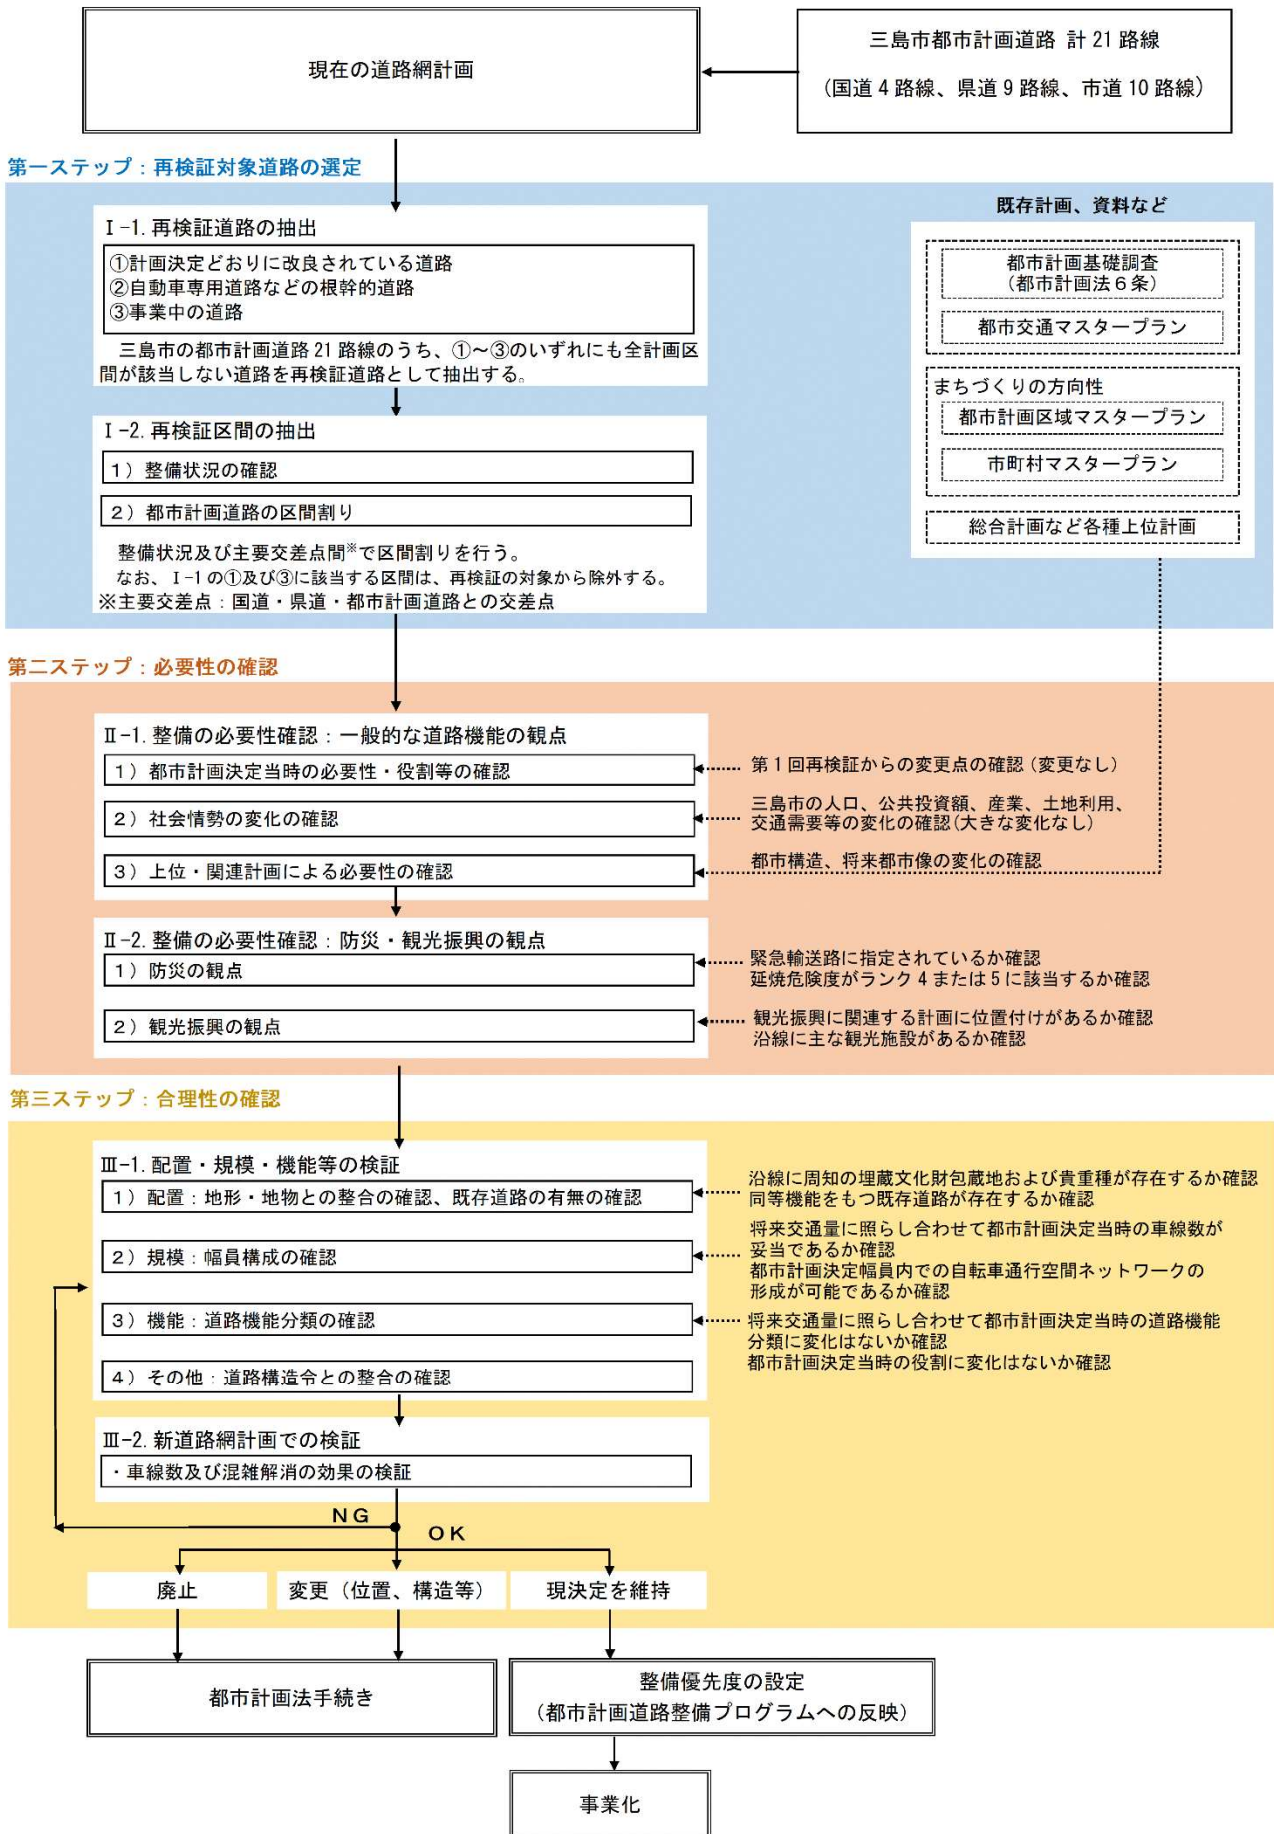 現在の道路網計画
三島市都市計画道路 計21路線
(国道4路線、県道9路線、市道10路線)
第一ステップ:再検証対象道路の選定
Ⅰ-1.再検証道路の抽出
①計画決定どおりに改良されている道路
②自動車専用道路などの根幹的道路
③事業中の道路
三島市の都市計画道路21路線のうち、①～③のいずれにも全計画区
間が該当しない道路を再検証道路として抽出する。
Ⅰ-2.再検証区間の抽出
1)整備状況の確認
2)都市計画道路の区間割り
整備状況及び主要交差点間※で区間割りを行う。
なお、Ⅰ-1の①及び③に該当する区間は、再検証の対象から除外する。
※主要交差点:国道・県道・都市計画道路との交差点
既存計画、資料など
都市計画基礎調査
(都市計画法6条)
都市交通マスタープラン
まちづくりの方向性
都市計画区域マスタープラン
市町村マスタープラン
総合計画など各種上位計画
第二ステップ:必要性の確認
Ⅱ-1.整備の必要性確認:一般的な道路機能の観点
1)都市計画決定当時の必要性・役割等の確認
第1回再検証からの変更点の確認(変更なし)
2)社会情勢の変化の確認
三島市の人口、公共投資額、産業、土地利用、
交通需要等の変化の確認(大きな変化なし)
3)上位・関連計画による必要性の確認
都市構造、将来都市像の変化の確認
Ⅱ-2.整備の必要性確認:防災・観光振興の観点
1)防災の観点
緊急輸送路に指定されているか確認
延焼危険度がランク4または5に該当するか確認
2)観光振興の観点
観光振興に関連する計画に位置付けがあるか確認
沿線に主な観光施設があるか確認
第三ステップ:合理性の確認
Ⅲ-1.配置・規模・機能等の検証
1)配置:地形・地物との整合の確認、既存道路の有無の確認
沿線に周知の埋蔵文化財包蔵地および貴重種が存在するか確認
同等機能をもつ既存道路が存在するか確認
2)規模:幅員構成の確認
将来交通量に照らし合わせて都市計画決定当時の車線数が
妥当であるか確認
都市計画決定幅員内での自転車通行空間ネットワークの
形成が可能であるか確認
3)機能:道路機能分類の確認
将来交通量に照らし合わせて都市計画決定当時の道路機能
分類に変化はないか確認
都市計画決定当時の役割に変化はないか確認
4)その他:道路構造令との整合の確認
Ⅲ-2.新道路網計画での検証
・車線数及び混雑解消の効果の検証
NG
OK
廃止
変更(位置、構造等)
現決定を維持
都市計画法手続き
整備優先度の設定
(都市計画道路整備プログラムへの反映)
事業化